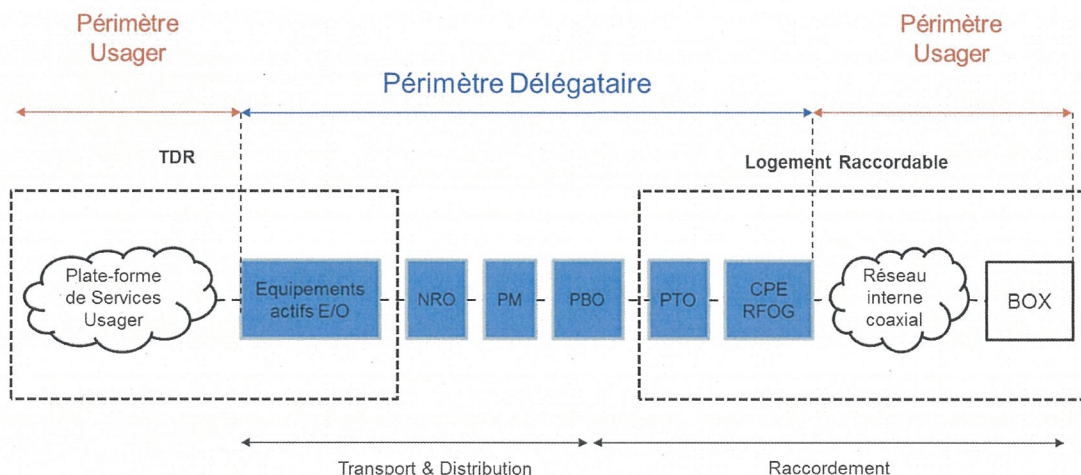 Périmètre
Usager
Périmètre
Usager
Périmètre Délégataire
TDR
Logement Raccordable
Plate-forme
de Services
Usager
Equipements
actifs E/O
NRO
PM
PBO
PTO
CPE
RFOG
Réseau
interne
coaxial
BOX
Transport & Distribution
Raccordement